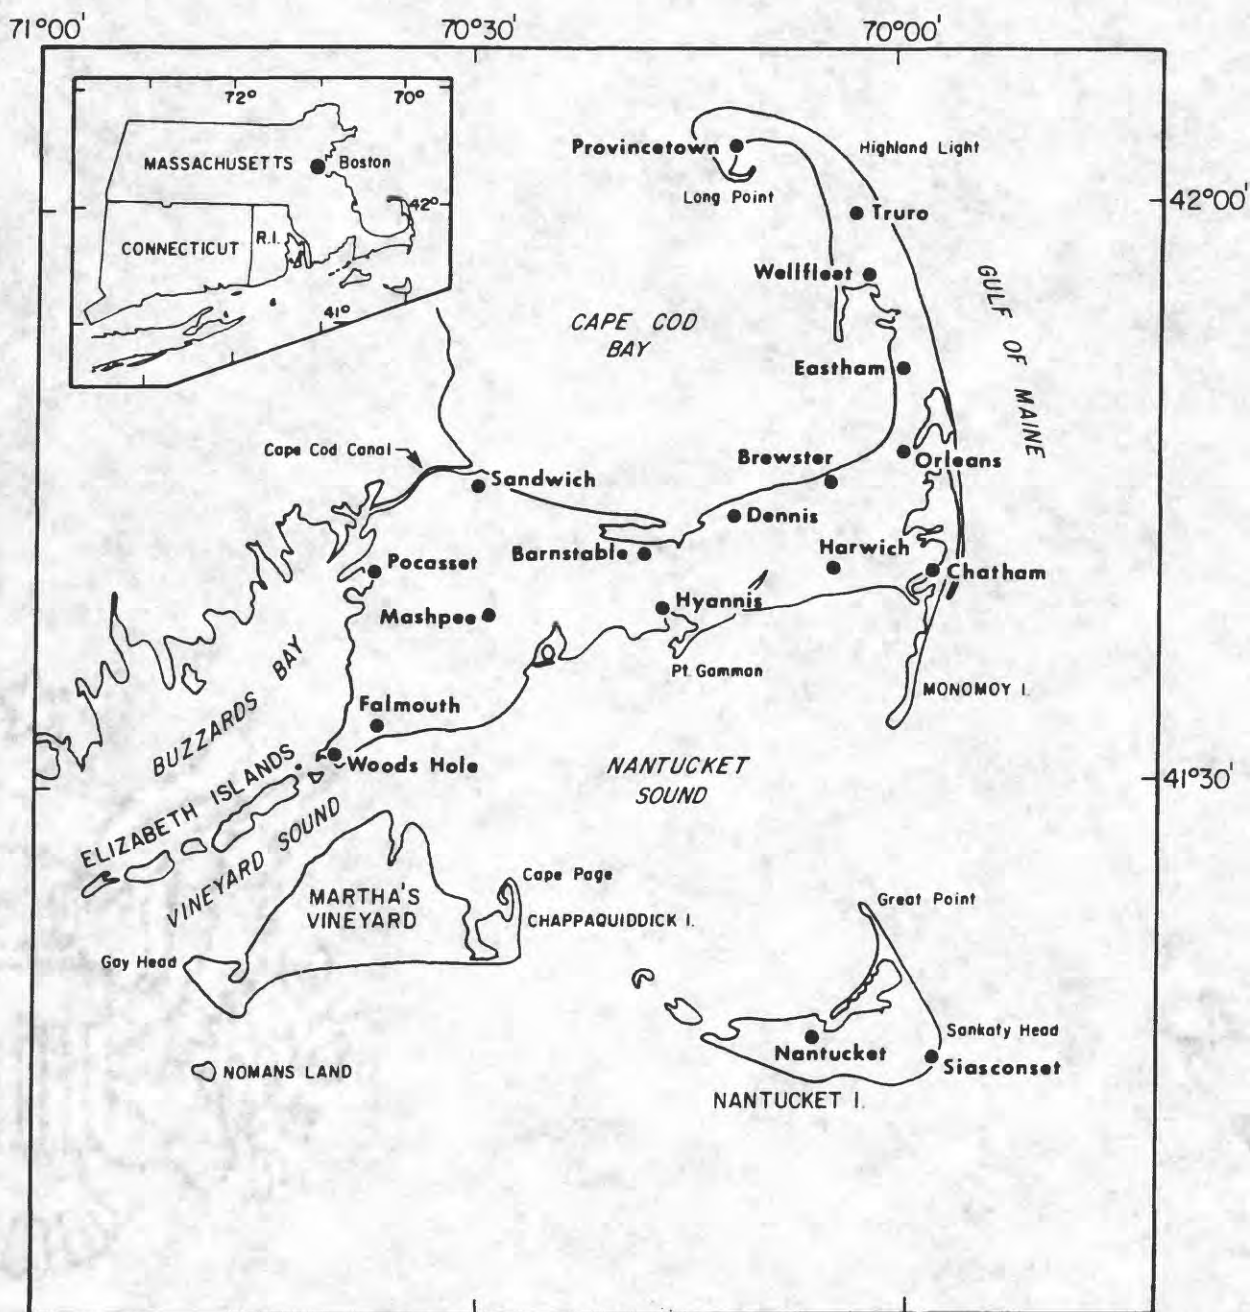 71°00'
70°30'
70°00'
72°
70°
MASSACHUSETTS
Boston
42°
CONNECTICUT
R.I.
41°
Provincetown
Highland Light
Long Point
Truro
42°00'
Wellfleet
GULF OF MAINE
CAPE COD
BAY
Eastham
Cape Cod Canal
Sandwich
Brewster
Orleans
Dennis
Barnstable
Harwich
Pocasset
Chatham
Mashpee
Hyannis
Pt. Gammon
MONOMOY I.
BUZZARDS BAY
Falmouth
Woods Hole
NANTUCKET
SOUND
41°30'
ELIZABETH ISLANDS
VINEYARD SOUND
MARTHA'S
VINEYARD
Cape Page
CHAPPAQUIDDICK I.
Great Point
Gay Head
Sankaty Head
Nantucket
Siasconset
NOMANS LAND
NANTUCKET I.